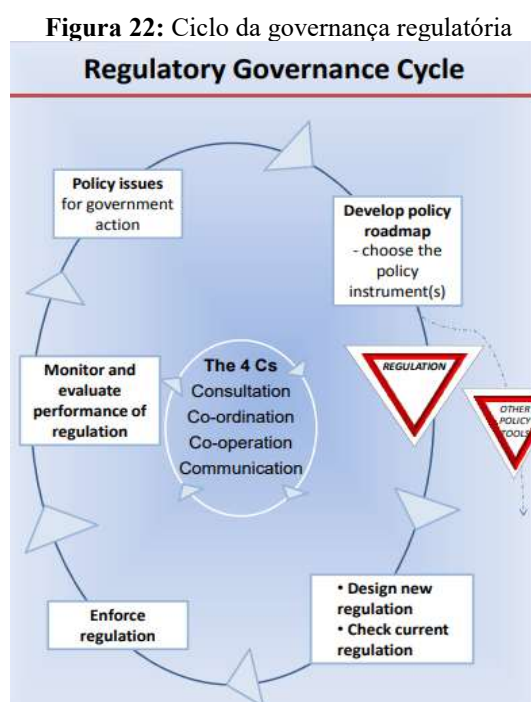 Figura 22: Ciclo da governança regulatória
Regulatory Governance Cycle
Policy issues
for government
action
Develop policy
roadmap
- choose the
policy
instrument(s)
REGULATION
OTHER
POLICY
TOOLS
The 4 Cs
Consultation
Co-ordination
Co-operation
Communication
Monitor and
evaluate
performance of
regulation
Enforce
regulation
• Design new
regulation
• Check current
regulation